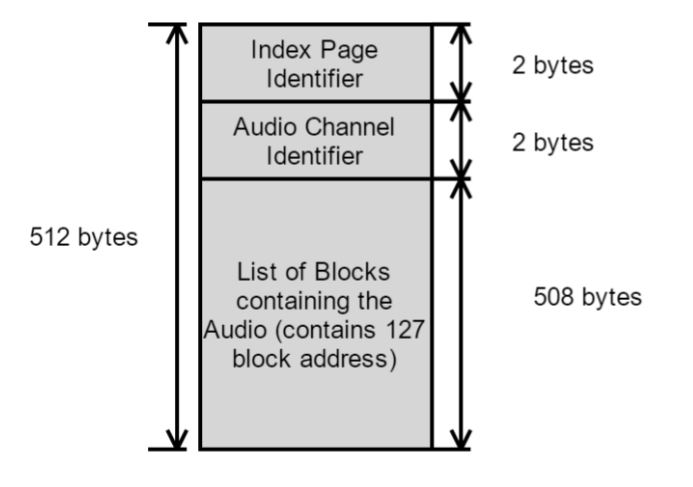 Index Page
Identifier
2 bytes
Audio Channel
Identifier
2 bytes
512 bytes
List of Blocks
containing the
Audio (contains 127
block address)
508 bytes